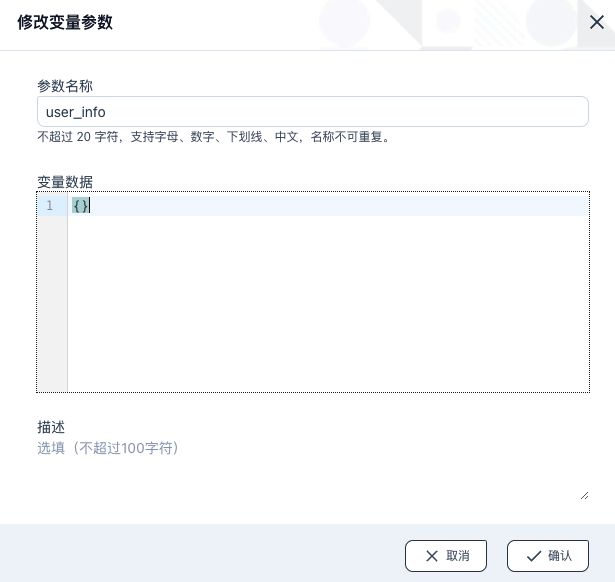 修改变量参数
参数名称
user_info
不超过 20 字符，支持字母、数字、下划线、中文，名称不可重复。
变量数据
1 {}
描述
选填（不超过100字符）
取消
确认